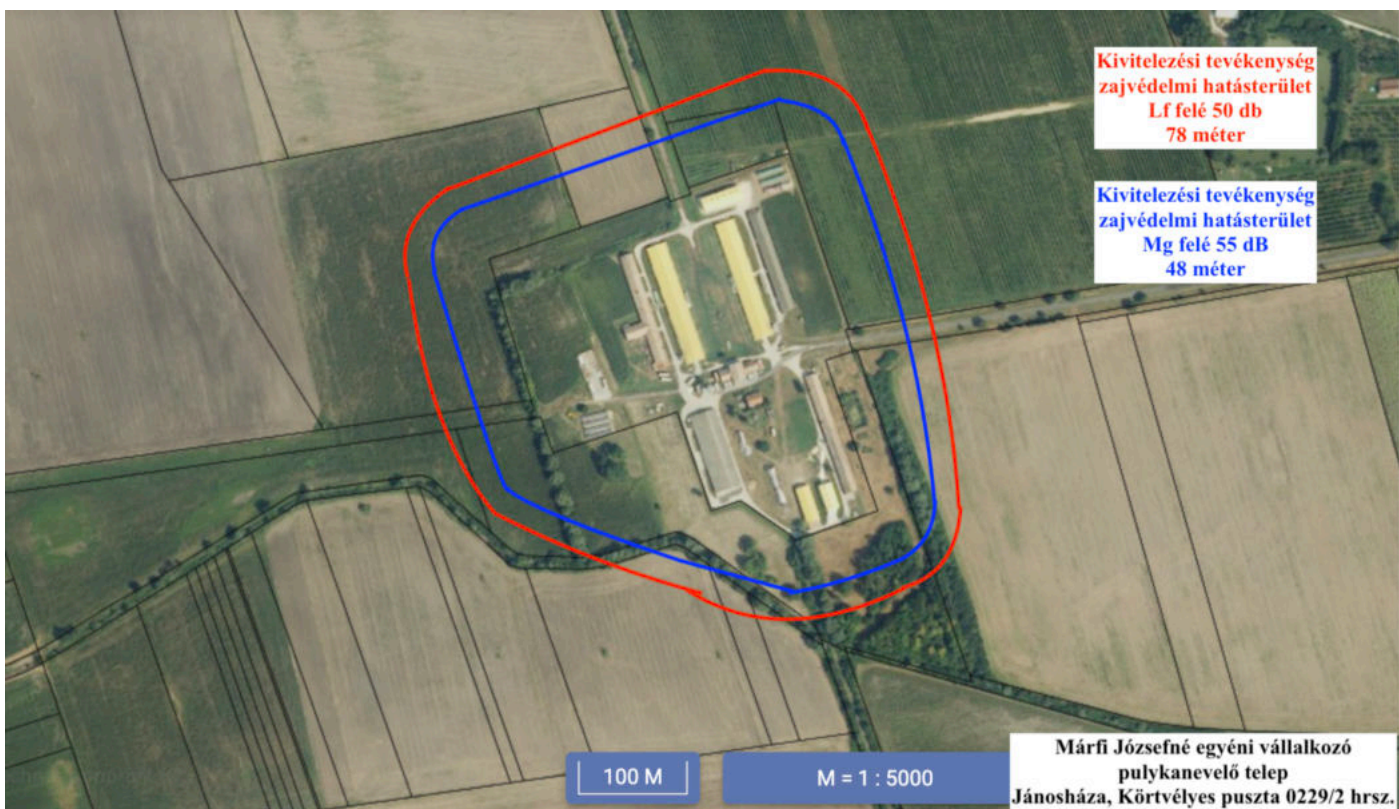 Kivitelezési tevékenység
zajvédelmi hatásterület
Lf felé 50 db
78 méter
Kivitelezési tevékenység
zajvédelmi hatásterület
Mg felé 55 dB
48 méter
100 M
M = 1 : 5000
Márfi Józsefné egyéni vállalkozó
pulykanevelő telep
Jánosháza, Körtvélyes puszta 0229/2 hrsz.